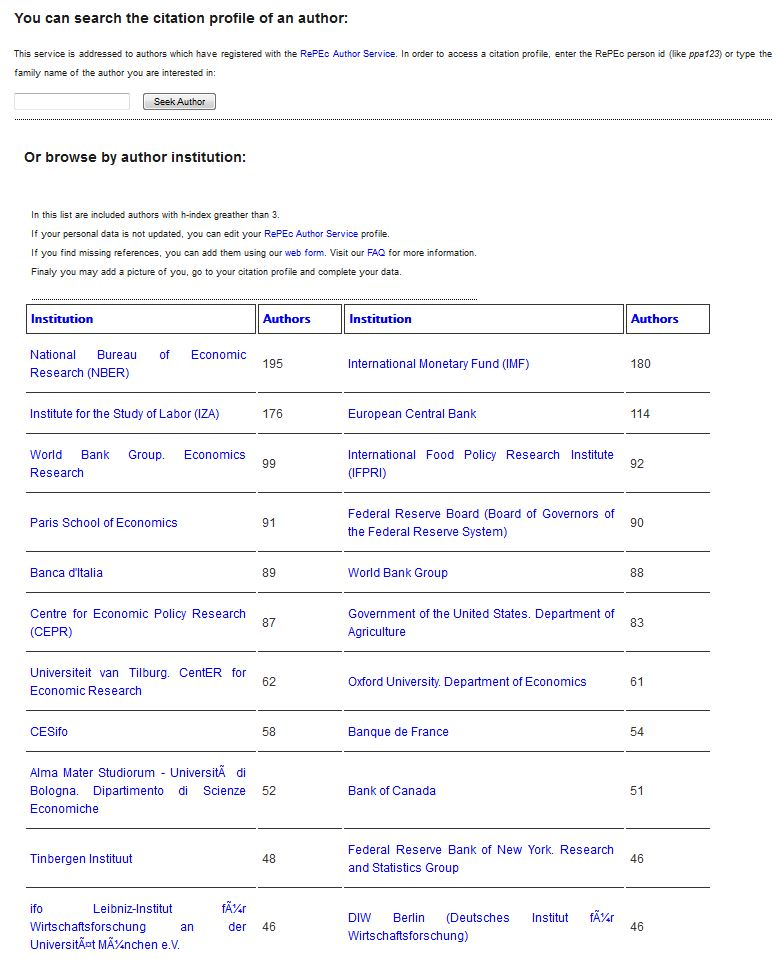 You can search the citation profile of an author:
This service is addressed to authors which have registered with the RePEc Author Service. In order to access a citation profile, enter the RePEc person id (like ppa123) or type the
family name of the author you are interested in:
Seek Author
Or browse by author institution:
In this list are included authors with h-index greather than 3.
If your personal data is not updated, you can edit your RePEc Author Service profile.
If you find missing references, you can add them using our web form. Visit our FAQ for more information.
Finaly you may add a picture of you, go to your citation profile and complete your data.
Institution Authors Institution Authors
National Bureau of Economic
Research (NBER)
195
International Monetary Fund (IMF)
180
Institute for the Study of Labor (IZA)
176
European Central Bank
114
World Bank Group. Economics
Research
99
International Food Policy Research Institute
(IFPRI)
92
Paris School of Economics
91
Federal Reserve Board (Board of Governors of
the Federal Reserve System)
90
Banca d'Italia
89
World Bank Group
88
Centre for Economic Policy Research
(CEPR)
87
Government of the United States. Department of
Agriculture
83
Universiteit van Tilburg. CentER for
Economic Research
62
Oxford University. Department of Economics
61
CESifo
58
Banque de France
54
Alma Mater Studiorum - UniversitÃ di
Bologna. Dipartimento di Scienze
Economiche
52
Bank of Canada
51
Tinbergen Instituut
48
Federal Reserve Bank of New York. Research
and Statistics Group
46
ifo Leibniz-Institut fÃ¼r
Wirtschaftsforschung an der
UniversitÃ¤t MÃ¼nchen e.V.
46
DIW Berlin (Deutsches Institut fÃ¼r
Wirtschaftsforschung)
46